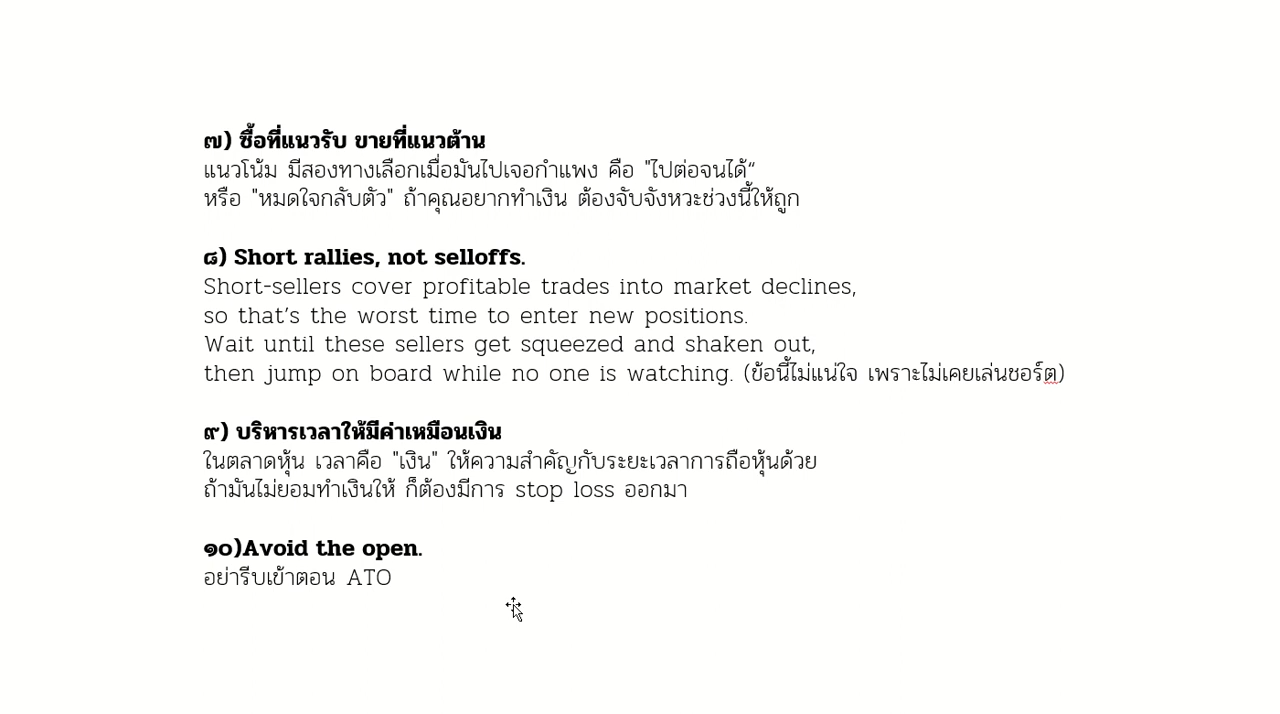 ๗) ซื้อที่แนวรับ ขายที่แนวต้าน
แนวโน้ม มีสองทางเลือกเมื่อมันไปเจอกำแพง คือ "ไปต่อจนได้“
หรือ "หมดใจกลับตัว" ถ้าคุณอยากทำเงิน ต้องจับจังหวะช่วงนี้ให้ถูก
๘) Short rallies, not selloffs.
Short-sellers cover profitable trades into market declines,
so that’s the worst time to enter new positions.
Wait until these sellers get squeezed and shaken out,
then jump on board while no one is watching. (ข้อนี้ไม่แน่ใจ เพราะไม่เคยเล่นชอร์ต)
๙) บริหารเวลาให้มีค่าเหมือนเงิน
ในตลาดหุ้น เวลาคือ "เงิน" ให้ความสำคัญกับระยะเวลาการถือหุ้นด้วย
ถ้ามันไม่ยอมทำเงินให้ ก็ต้องมีการ stop loss ออกมา
๑๐)Avoid the open.
อย่ารีบเข้าตอน ATO